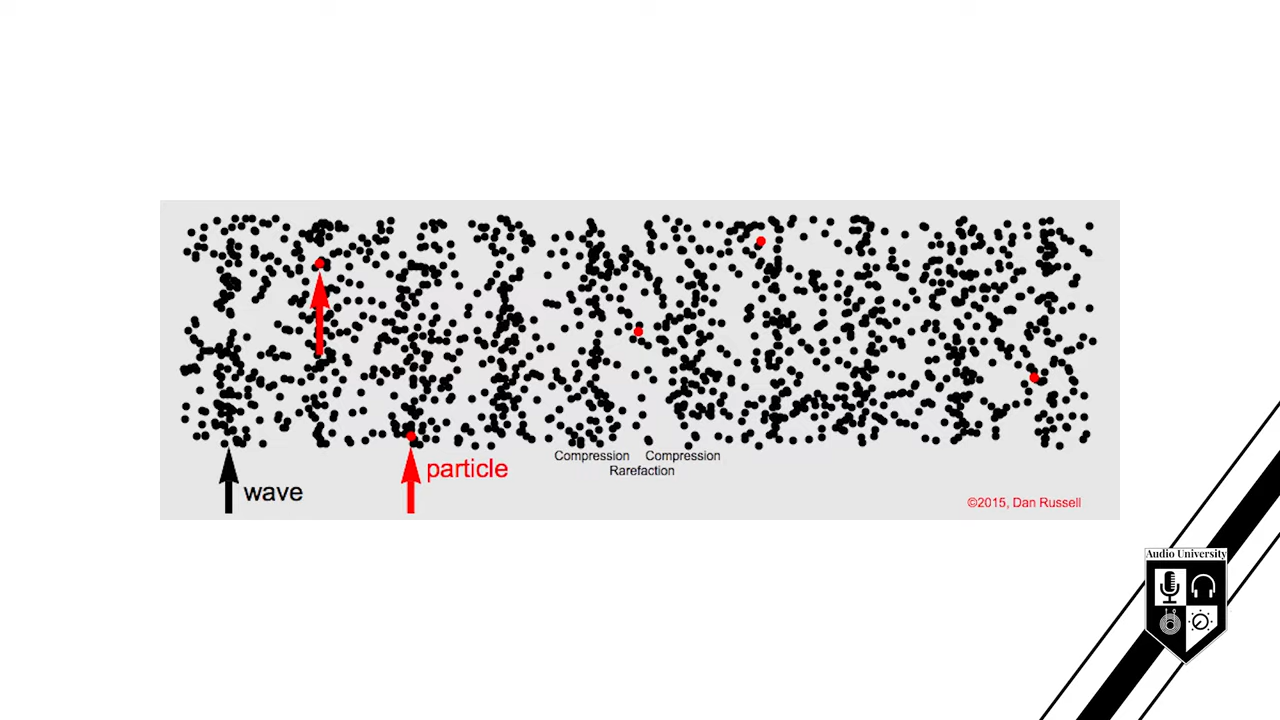 Compression Compression
Rarefaction
particle
wave
©2015, Dan Russell
Audio University